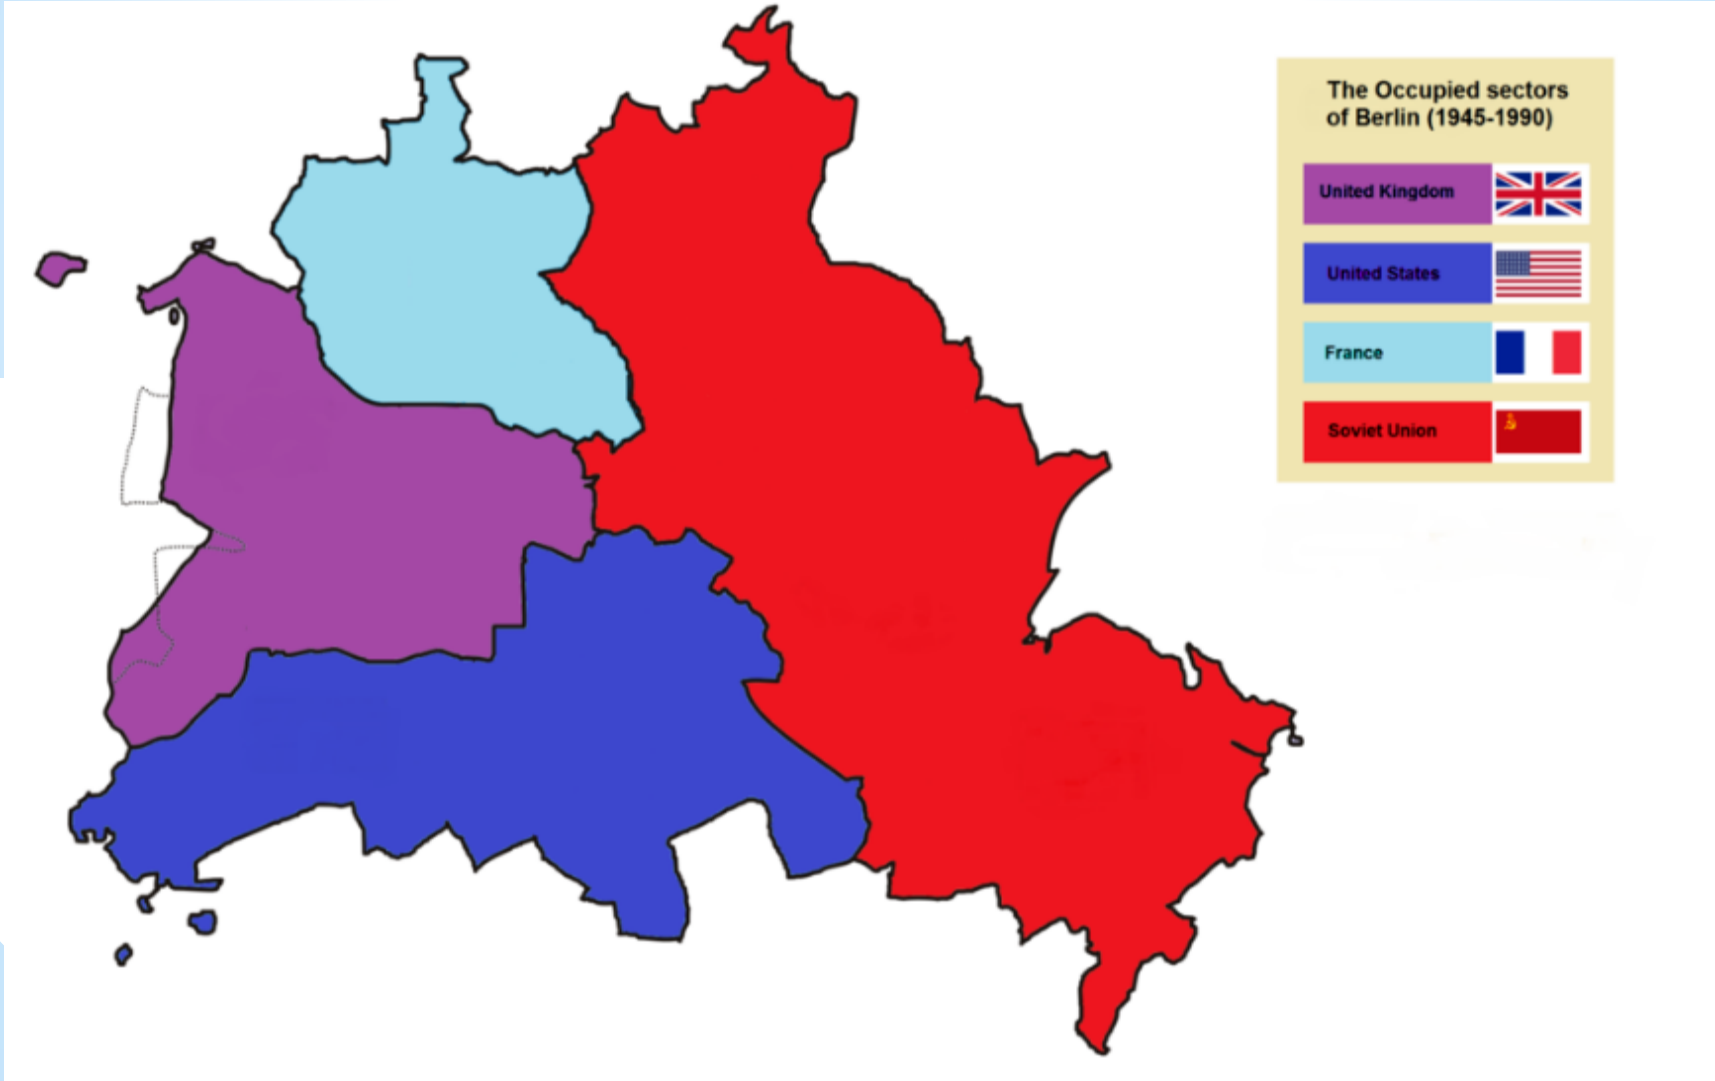 The Occupied sectors
of Berlin (1945-1990)
United Kingdom
United States
France
Soviet Union